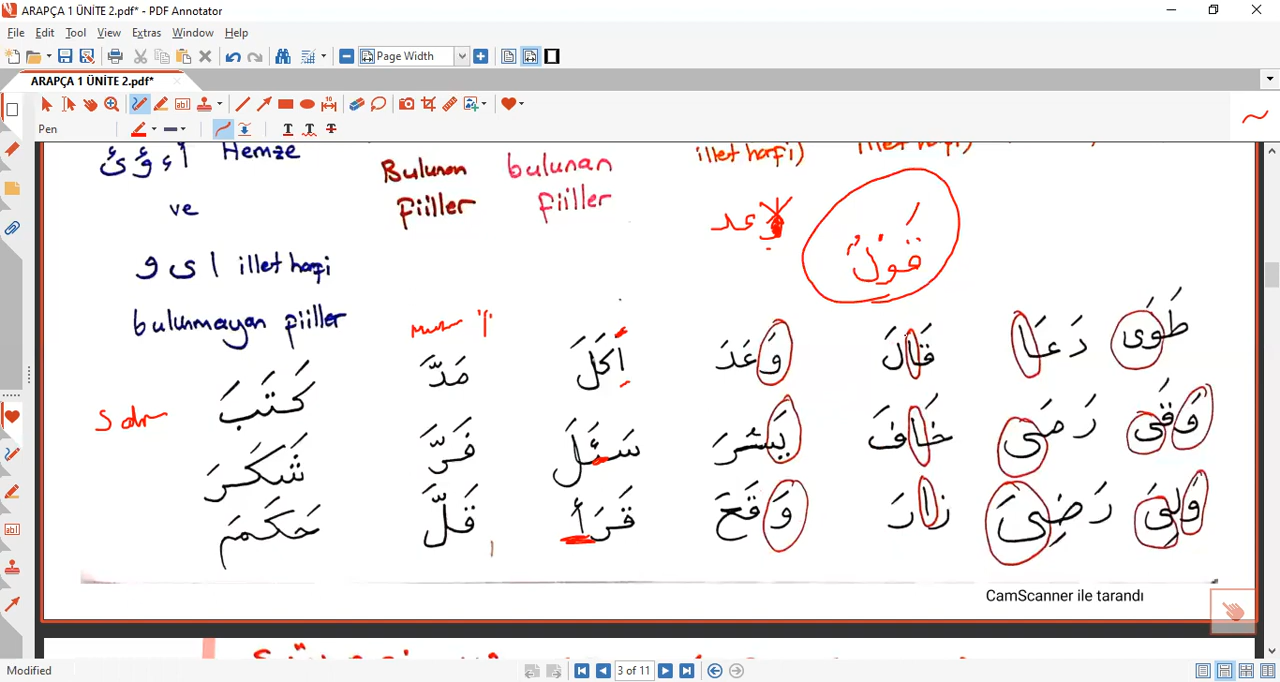 ARAPÇA 1 ÜNİTE 2.pdf* - PDF Annotator
File Edit Tool View Extras Window Help
Page Width
ARAPÇA 1 ÜNİTE 2.pdf*
Pen
أ ء ؤ ئ Hemze
ve
ا ى و illet harfi
bulunmayan fiiller
Bulunan
fiiller
bulunan
fiiller
illet harfi)
illet harfi)
قَوَلَ
كَتَبَ
شَكَرَ
حَكَمَ
مَدَّ
فَرَّ
قَلَّ
أَكَلَ
سَئَلَ
قَرَأَ
وَعَدَ
يَسَرَ
وَقَعَ
قَالَ
خَافَ
زَارَ
دَعَا
رَمَى
رَضِىَ
طَوَى
وَقَى
وَلِىَ
CamScanner ile tarandı
Modified
3 of 11